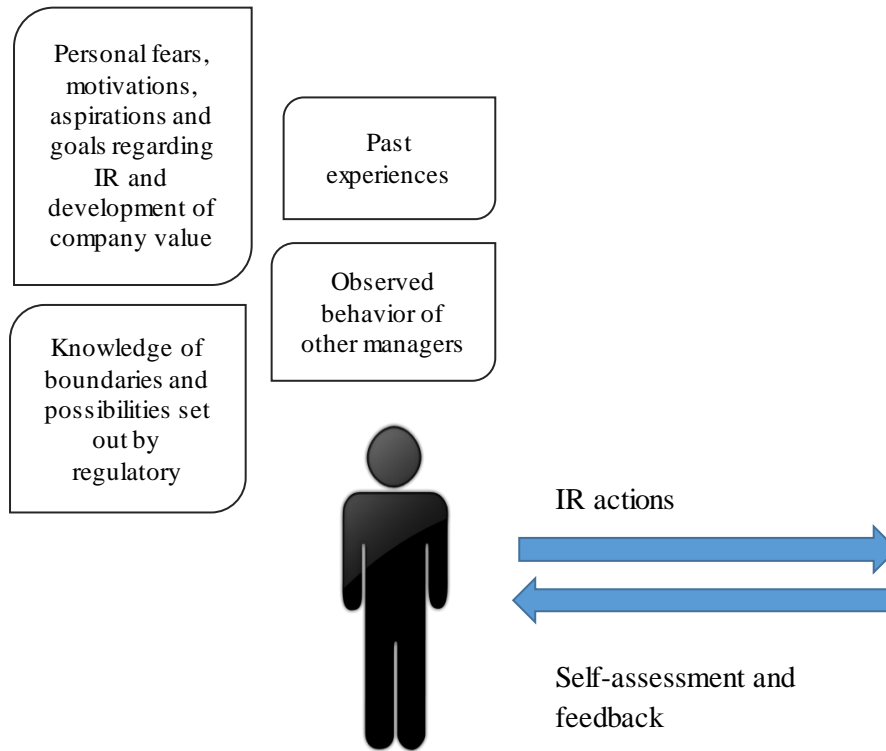 Personal fears,
motivations,
aspirations and
goals regarding
IR and
development of
company value
Past
experiences
Observed
behavior of
other managers
Knowledge of
boundaries and
possibilities set
out by
regulatory
IR actions
Self-assessment and
feedback